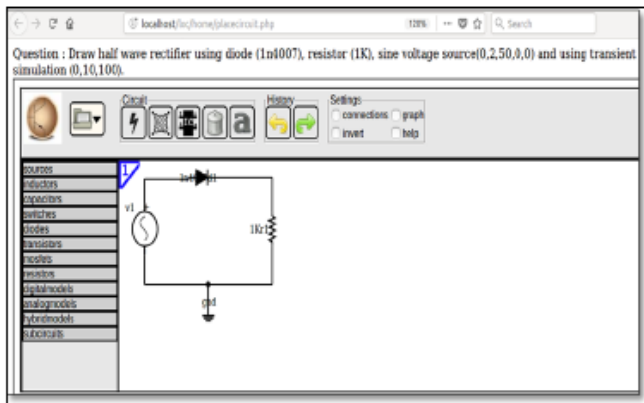 localhost/loc/home/placecircuit.php
120%
Search
Question : Draw half wave rectifier using diode (1n4007), resistor (1K), sine voltage source(0,2,50,0,0) and using transient
simulation (0,10,100).
Circuit
History
Settings
connections
graph
invert
help
a
sources
inductors
capacitors
switches
diodes
transistors
mosfets
resistors
digitalmodels
analogmodels
hybridmodels
subcircuits
1
v1
+
1Kr1
gnd